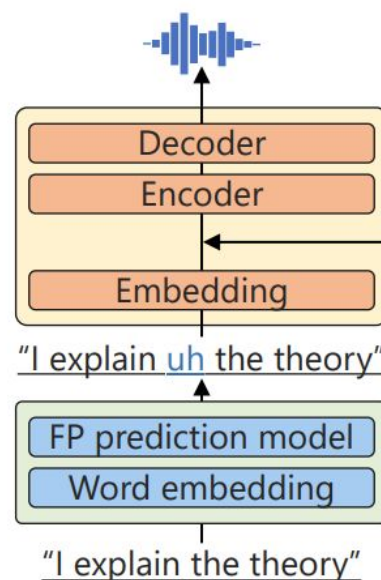 Decoder
Encoder
Embedding
“I explain uh the theory”
FP prediction model
Word embedding
“I explain the theory”